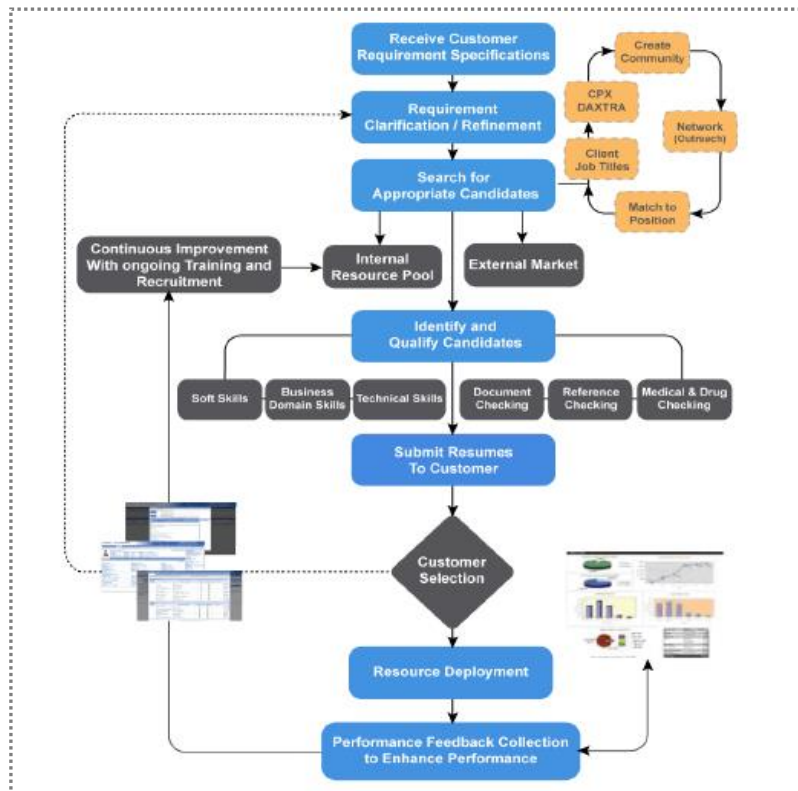 Receive Customer
Requirement Specifications
Create
Community
CPX
DAXTRA
Requirement
Clarification / Refinement
Network
(Outreach)
Client
Job Titles
Search for
Appropriate Candidates
Match to
Position
Continuous Improvement
With ongoing Training and
Recruitment
Internal
Resource Pool
External Market
Identify and
Qualify Candidates
Soft Skills
Business
Domain Skills
Technical Skills
Document
Checking
Reference
Checking
Medical & Drug
Checking
Submit Resumes
To Customer
Customer
Selection
Resource Deployment
Performance Feedback Collection
to Enhance Performance